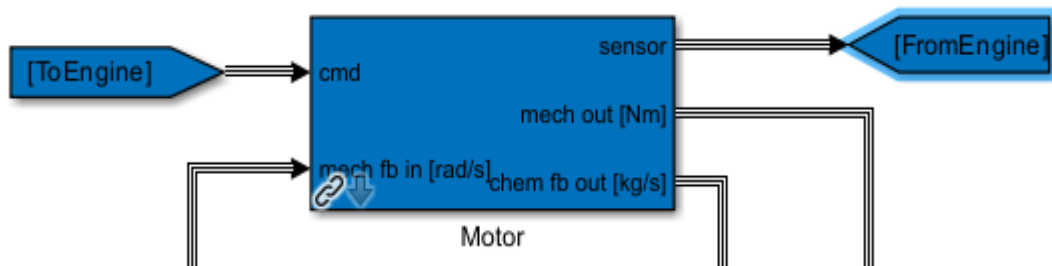 [ToEngine]
cmd
mech fb in [rad/s]
sensor
mech out [Nm]
chem fb out [kg/s]
[FromEngine]
Motor